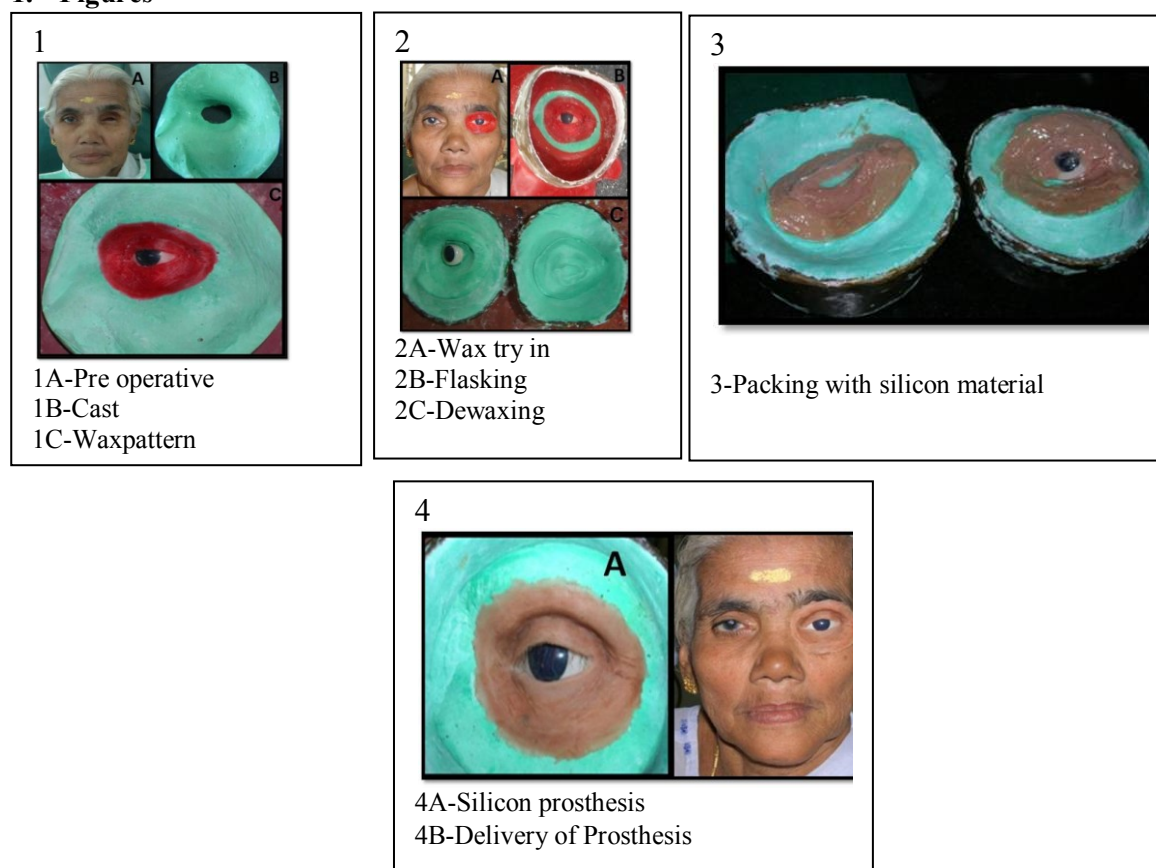 1. Figures
1
A
B
C
1A-Pre operative
1B-Cast
1C-Waxpattern
2
A
B
C
2A-Wax try in
2B-Flasking
2C-Dewaxing
3
3-Packing with silicon material
4
A
4A-Silicon prosthesis
4B-Delivery of Prosthesis